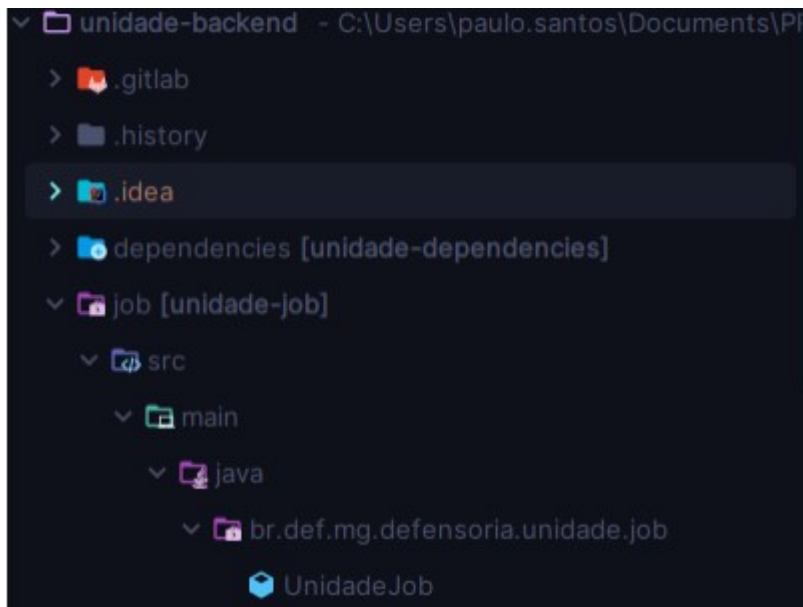 unidade-backend - C:\Users\paulo.santos\Documents\
.gitlab
.history
.idea
dependencies [unidade-dependencies]
job [unidade-job]
src
main
java
br.def.mg.defensoria.unidade.job
UnidadeJob